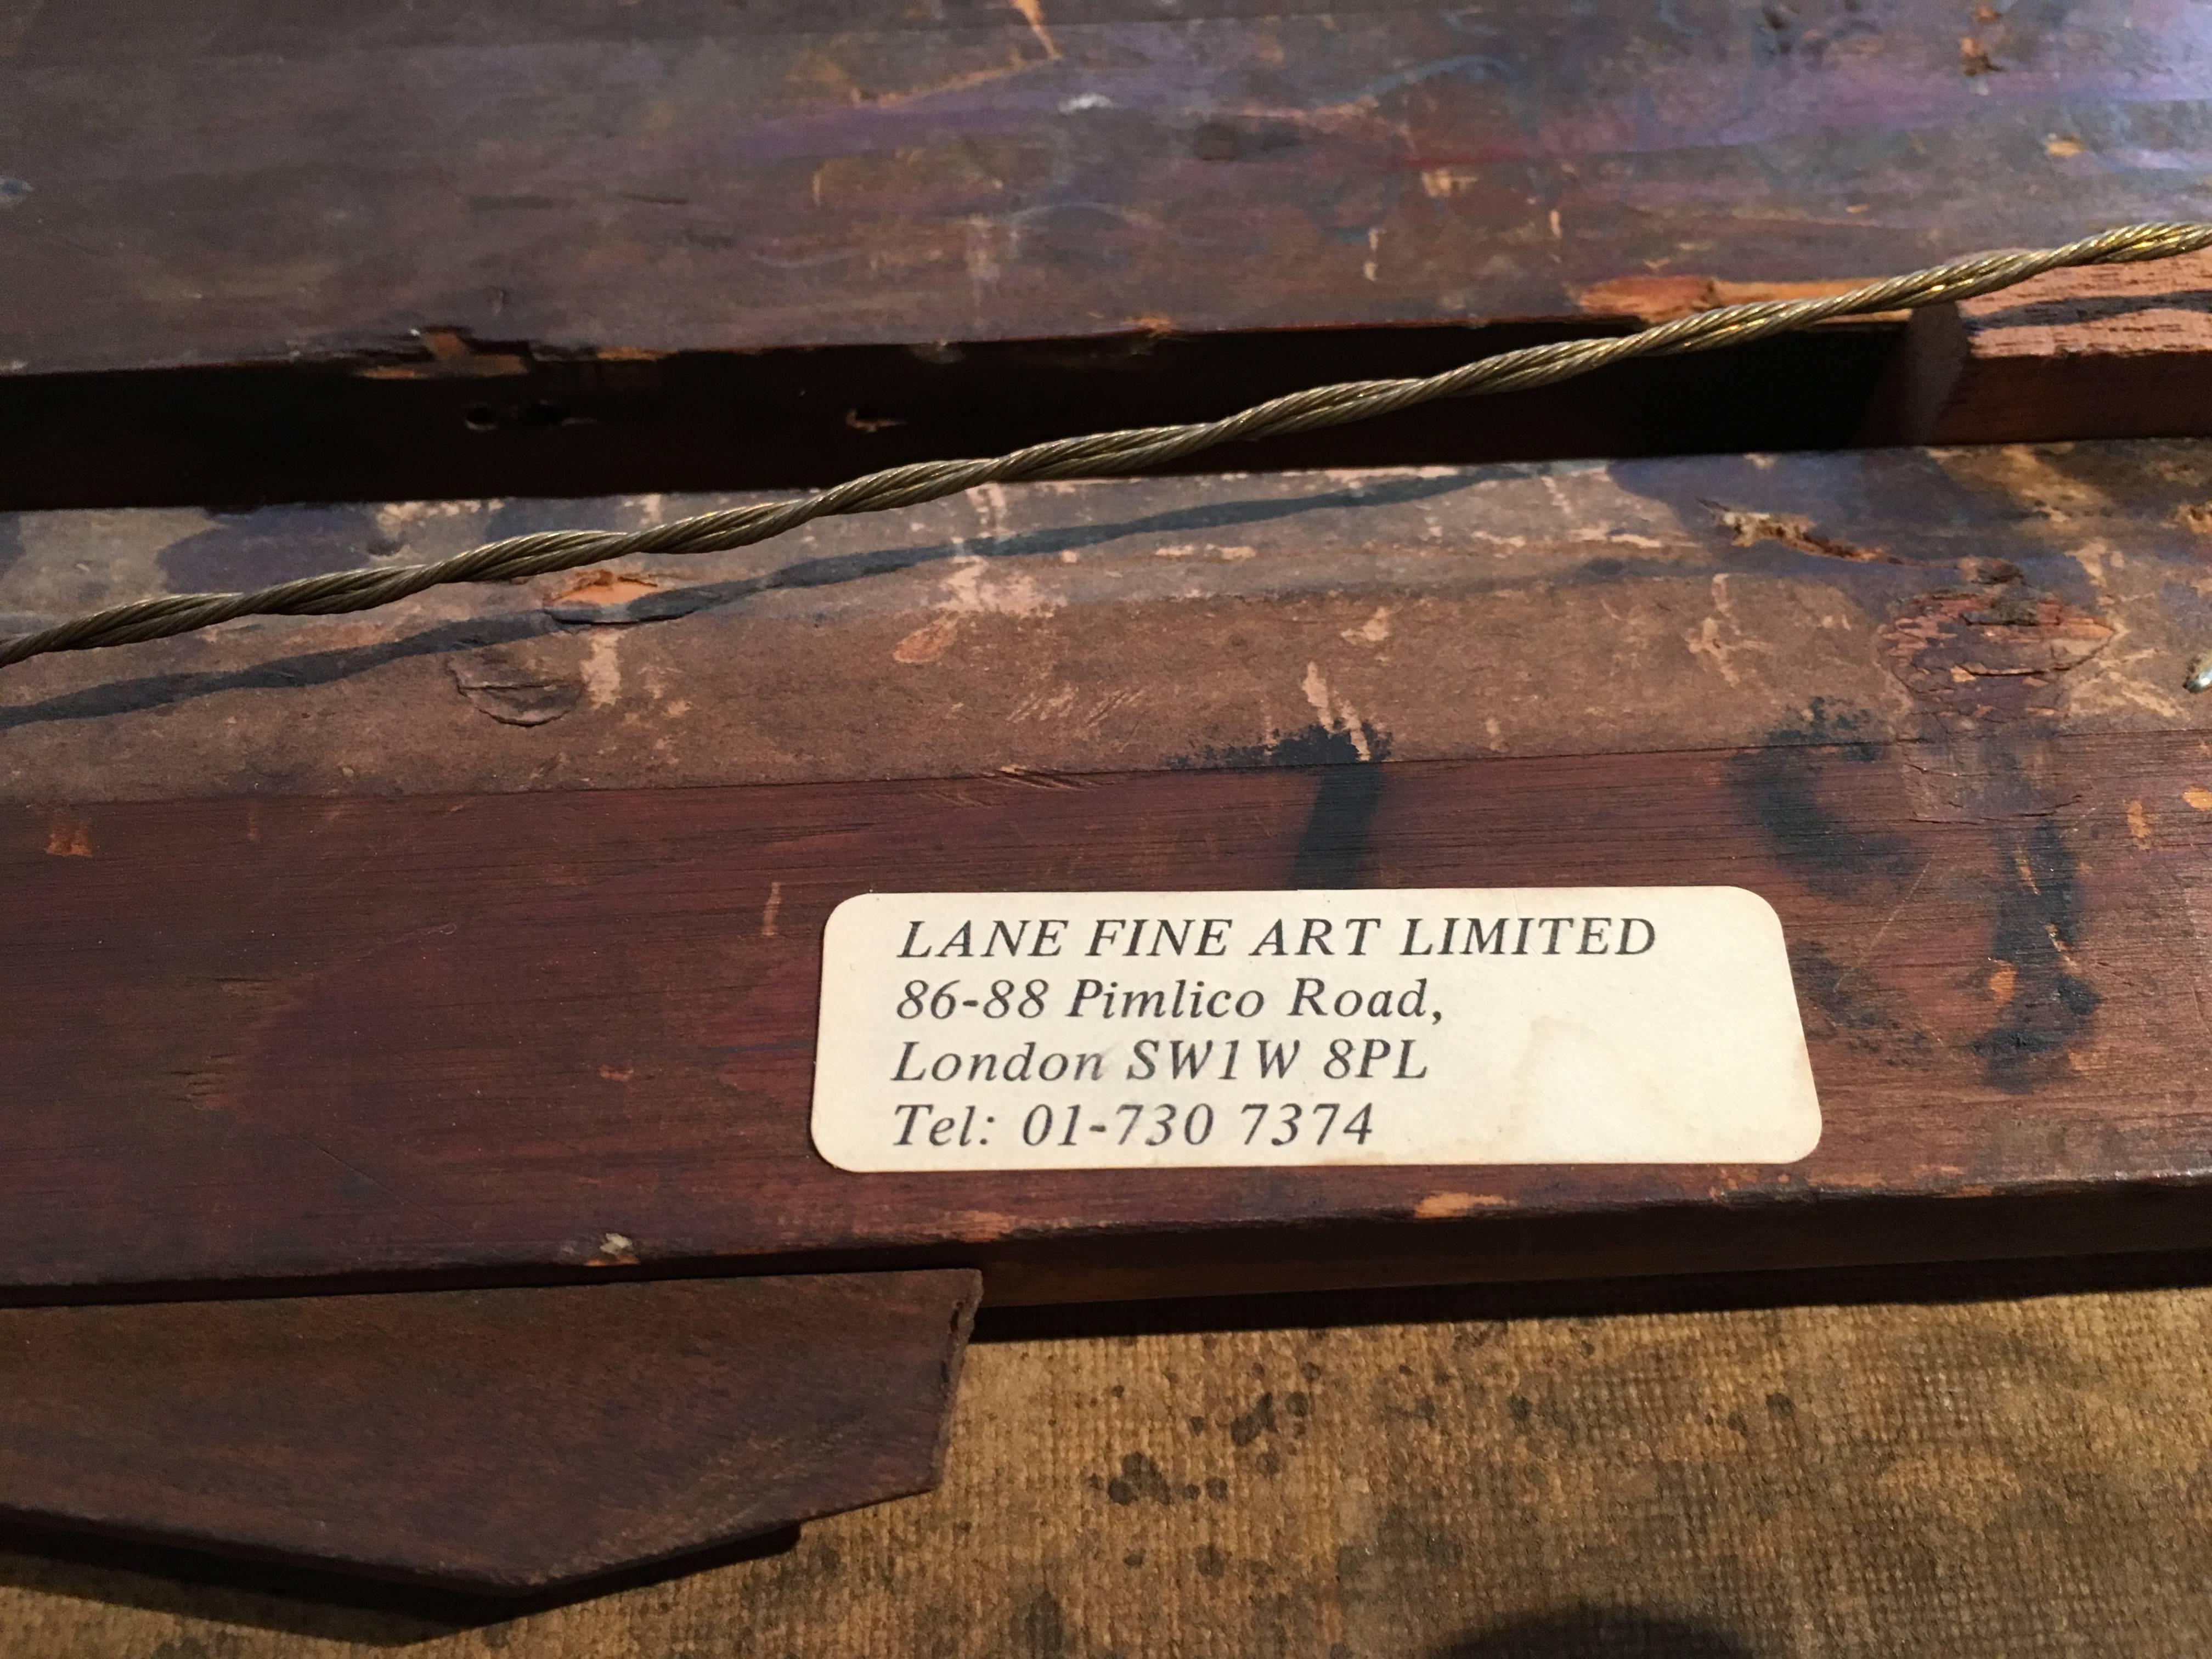 LANE FINE ART LIMITED
86-88 Pimlico Road,
London SW1W 8PL
Tel: 01-730 7374